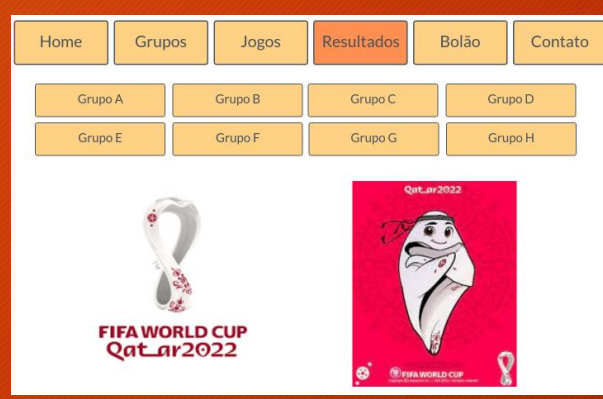 Home Grupos Jogos Resultados Bolão Contato
Grupo A Grupo B Grupo C Grupo D
Grupo E Grupo F Grupo G Grupo H
FIFA WORLD CUP
Qatar2022
Qatar2022
FIFA WORLD CUP